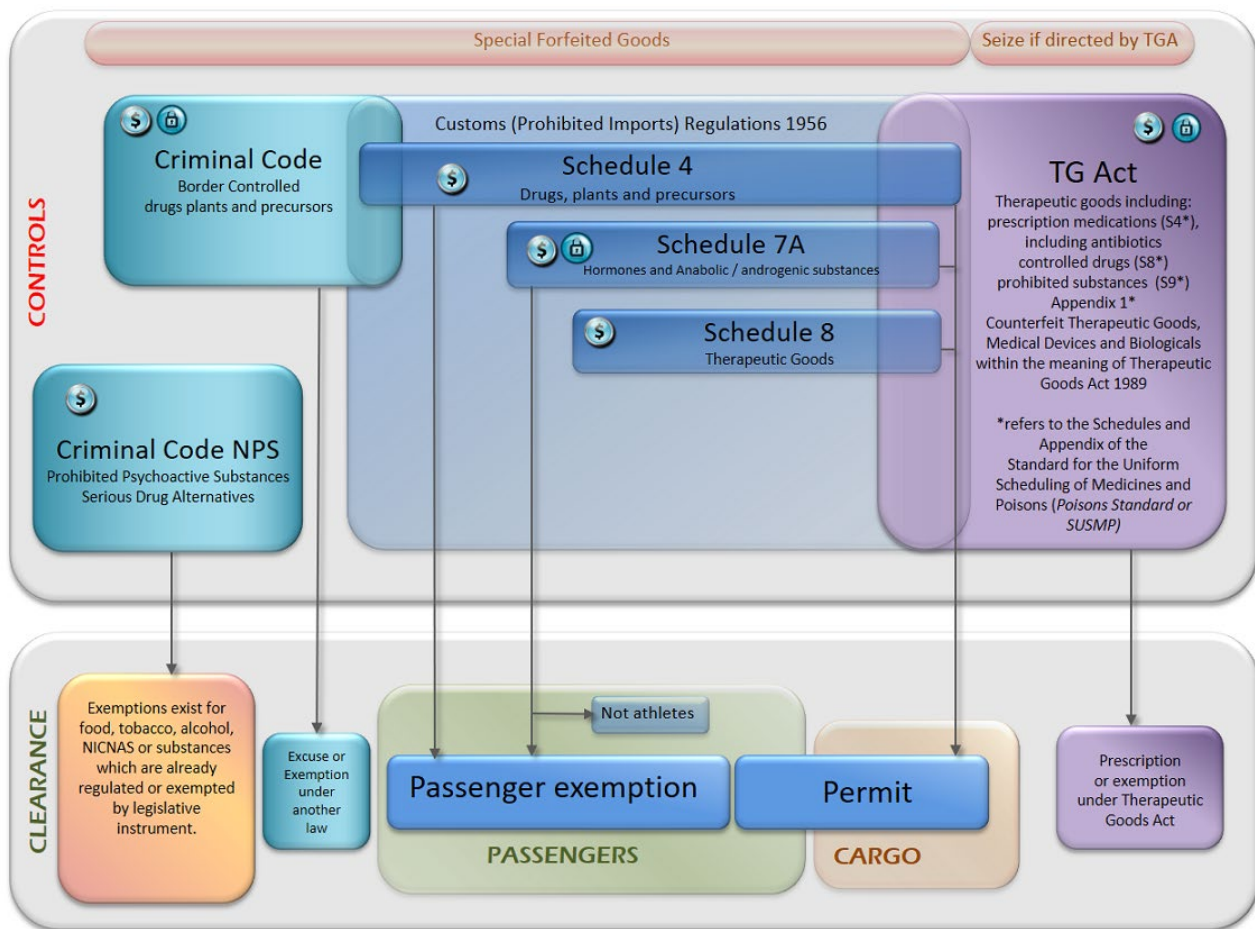 Special Forfeited Goods
Seize if directed by TGA
CONTROLS
$
Criminal Code
Border Controlled
drugs plants and precursors
Customs (Prohibited Imports) Regulations 1956
$
Schedule 4
Drugs, plants and precursors
$
Schedule 7A
Hormones and Anabolic / androgenic substances
$
Schedule 8
Therapeutic Goods
$
TG Act
Therapeutic goods including:
prescription medications (S4*),
including antibiotics
controlled drugs (S8*)
prohibited substances (S9*)
Appendix 1*
Counterfeit Therapeutic Goods,
Medical Devices and Biologicals
within the meaning of Therapeutic
Goods Act 1989
*refers to the Schedules and
Appendix of the
Standard for the Uniform
Scheduling of Medicines and
Poisons (Poisons Standard or
SUSMP)
$
Criminal Code NPS
Prohibited Psychoactive Substances
Serious Drug Alternatives
CLEARANCE
Exemptions exist for
food, tobacco, alcohol,
NICNAS or substances
which are already
regulated or exempted
by legislative
instrument.
Excuse or
Exemption
under
another
law
Not athletes
Passenger exemption
PASSENGERS
Permit
CARGO
Prescription
or exemption
under Therapeutic
Goods Act